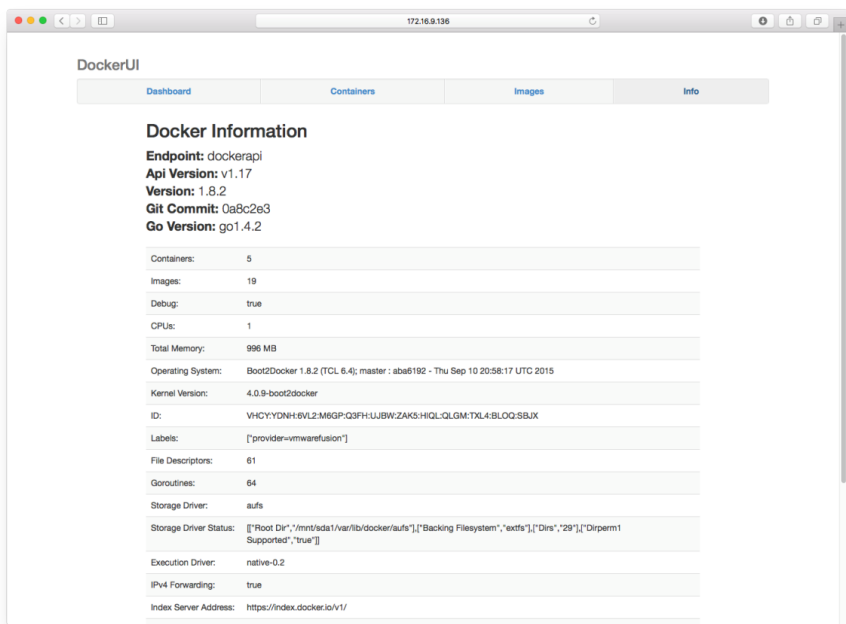 172.16.9.136
DockerUI
Dashboard Containers Images Info
Docker Information
Endpoint: dockerapi
Api Version: v1.17
Version: 1.8.2
Git Commit: 0a8c2e3
Go Version: go1.4.2
Containers: 5
Images: 19
Debug: true
CPUs: 1
Total Memory: 996 MB
Operating System: Boot2Docker 1.8.2 (TCL 6.4); master : aba6192 - Thu Sep 10 20:58:17 UTC 2015
Kernel Version: 4.0.9-boot2docker
ID: VHCY:YDNH:6VL2:M6GP:Q3FH:UJBW:ZAK5:HIQL:QLGM:TXL4:BLOQ:SBJX
Labels: ["provider=vmwarefusion"]
File Descriptors: 61
Goroutines: 64
Storage Driver: aufs
Storage Driver Status: [["Root Dir","/mnt/sda1/var/lib/docker/aufs"],["Backing Filesystem","extfs"],["Dirs","29"],["Dirperm1
Supported","true"]]
Execution Driver: native-0.2
IPv4 Forwarding: true
Index Server Address: https://index.docker.io/v1/